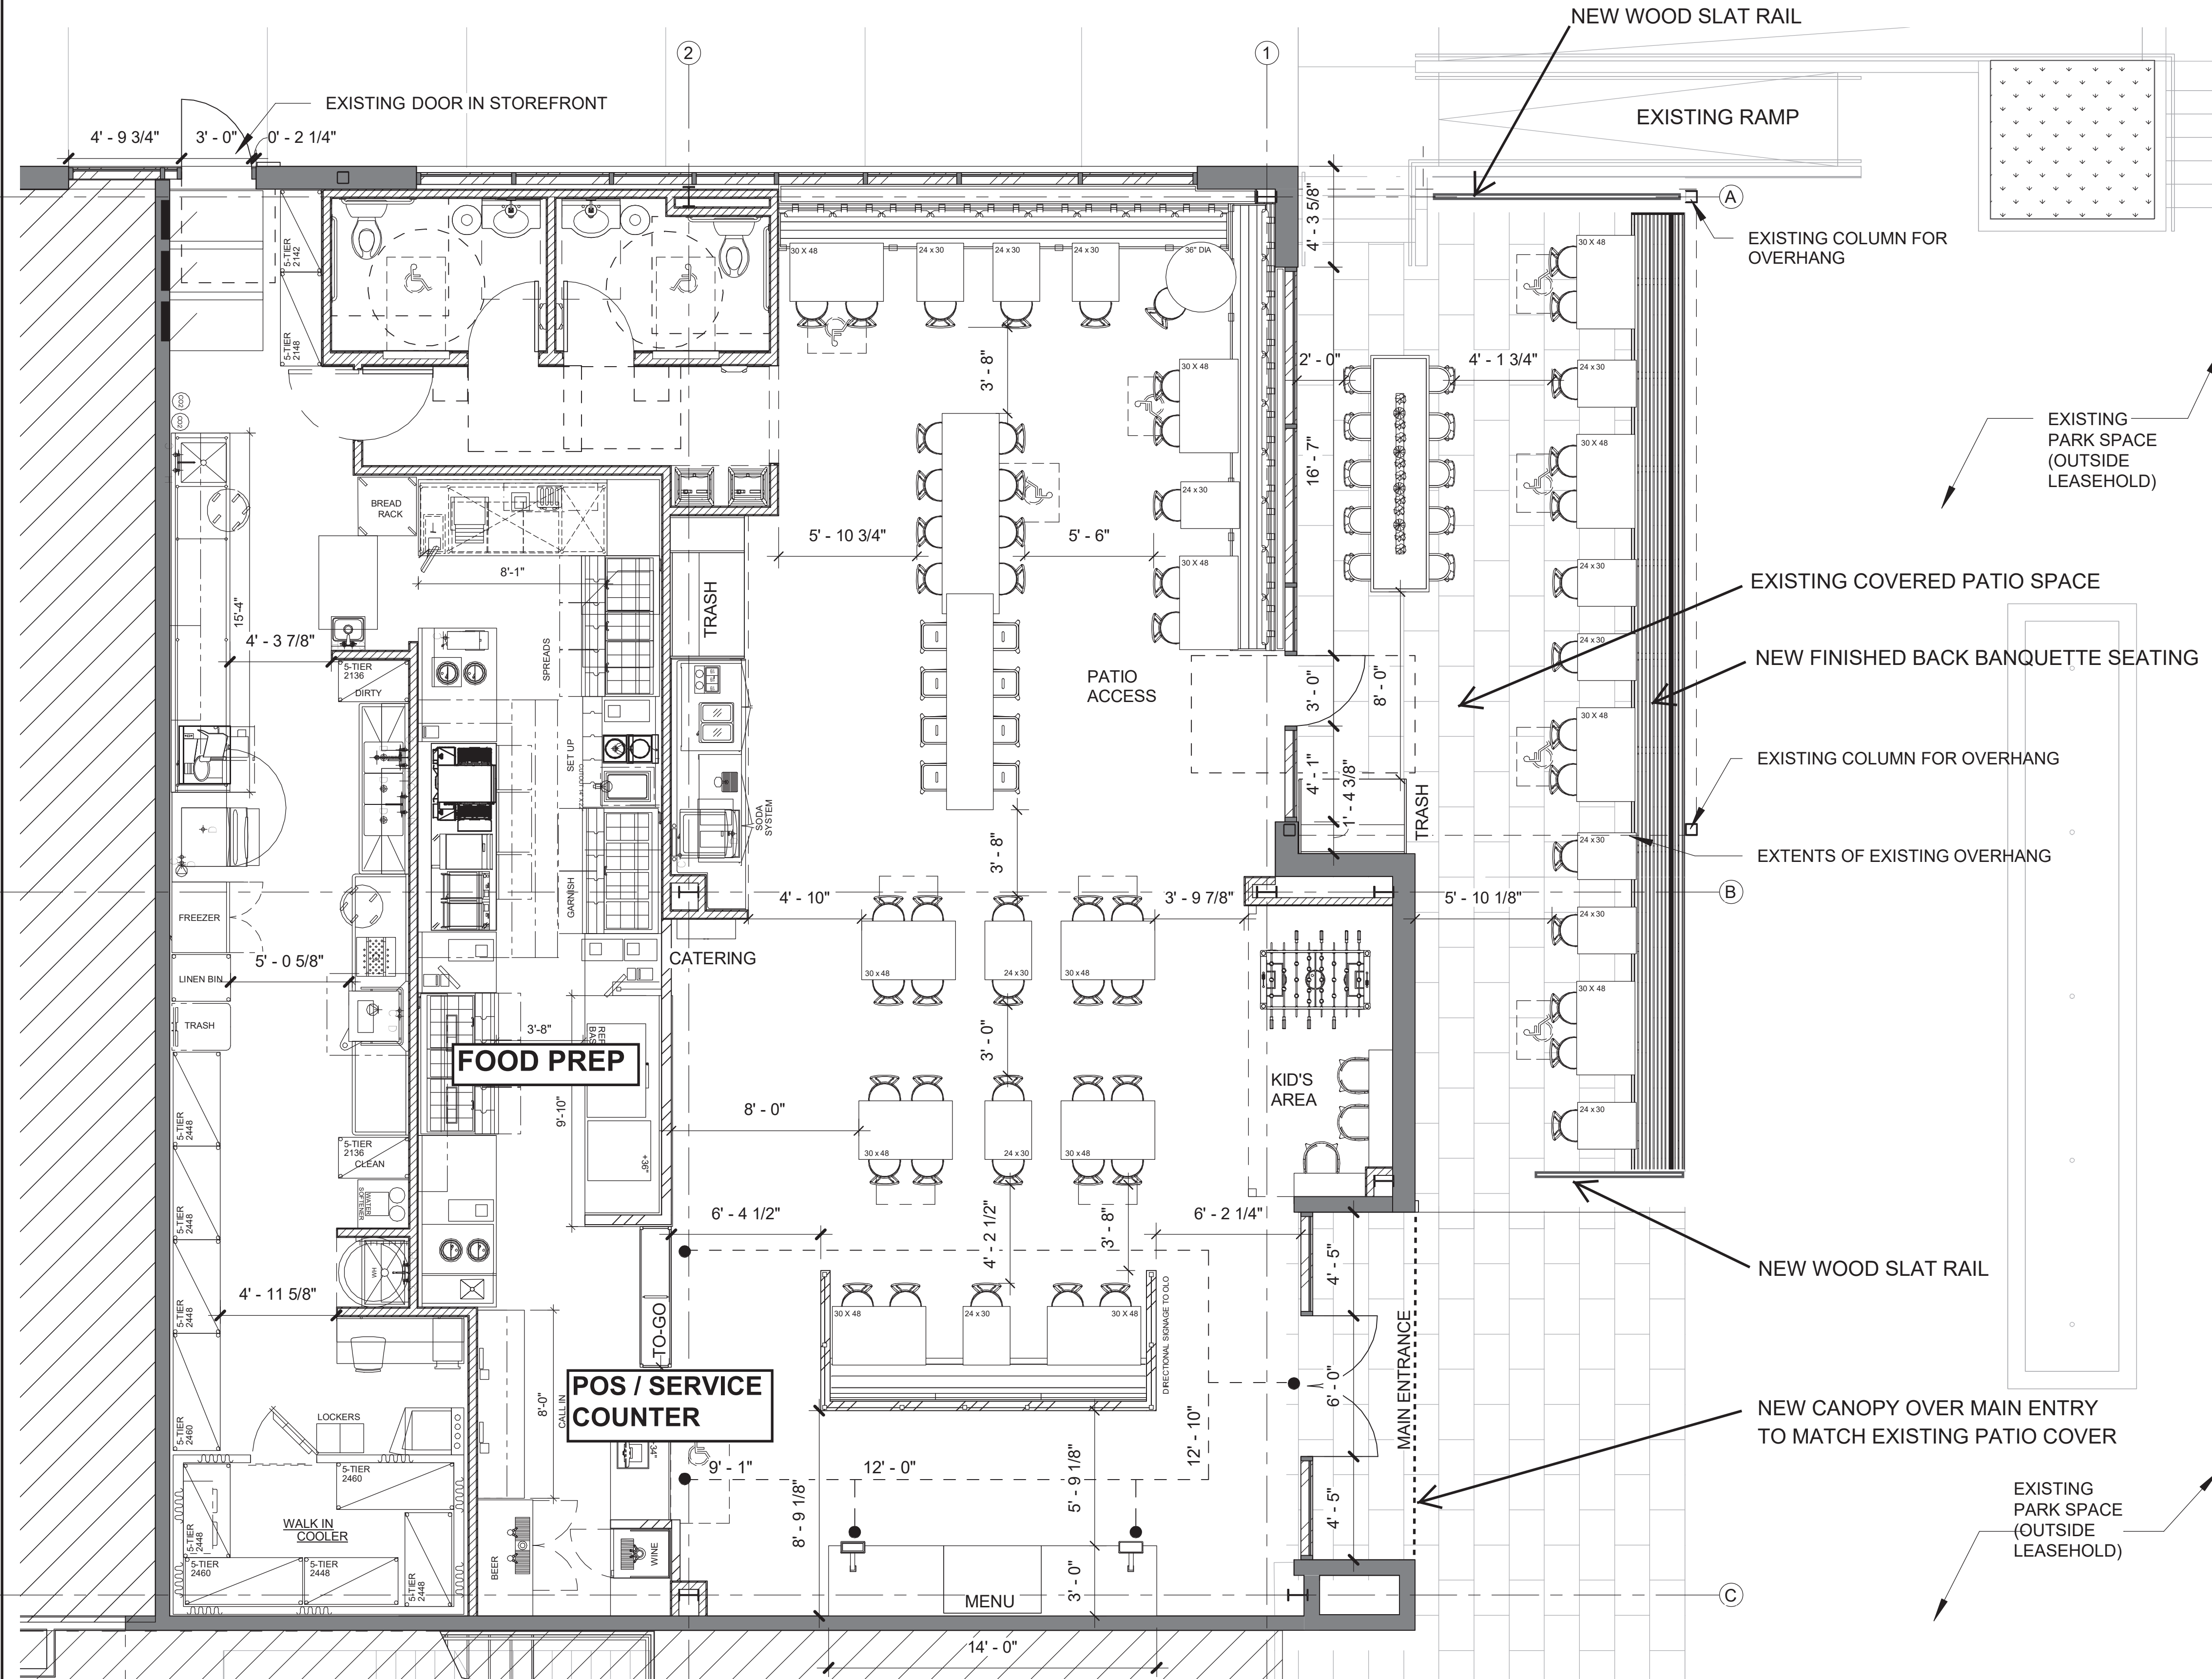 NEW WOOD SLAT RAIL
2
1
EXISTING DOOR IN STOREFRONT
EXISTING RAMP
4' - 9 3/4"
3' - 0"
0' - 2 1/4"
A
4' - 3 5/8"
EXISTING COLUMN FOR
OVERHANG
5-TIER
2142
5-TIER
2148
30 X 48
24 x 30
24 x 30
24 x 30
36" DIA
30 X 48
24 x 30
30 X 48
3' - 8"
2' - 0"
4' - 1 3/4"
30 X 48
24 x 30
30 X 48
24 x 30
24 x 30
30 X 48
24 x 30
24 x 30
30 X 48
24 x 30
CO2
CO2
EXISTING
PARK SPACE
(OUTSIDE
LEASEHOLD)
16' - 7"
BREAD
RACK
5' - 10 3/4"
5' - 6"
8'-1"
15'-4"
TRASH
EXISTING COVERED PATIO SPACE
4' - 3 7/8"
SPREADS
5-TIER
2136
DIRTY
PATIO
ACCESS
3' - 0"
8' - 0"
NEW FINISHED BACK BANQUETTE SEATING
SET UP
4' - 1"
1' - 4 3/8"
TRASH
EXISTING COLUMN FOR OVERHANG
SODA
SYSTEM
3' - 8"
EXTENTS OF EXISTING OVERHANG
GARNISH
FREEZER
4' - 10"
3' - 9 7/8"
5' - 10 1/8"
B
CATERING
5' - 0 5/8"
LINEN BIN
30 x 48
24 x 30
30 x 48
TRASH
3'-8"
FOOD PREP
3' - 0"
KID'S
AREA
9'-10"
8' - 0"
5-TIER
2448
5-TIER
2448
5-TIER
2448
5-TIER
2448
5-TIER
2460
5-TIER
2136
CLEAN
+36"
30 x 48
24 x 30
30 x 48
WATER
SOFTENER
6' - 4 1/2"
4' - 2 1/2"
3' - 8"
6' - 2 1/4"
4' - 5"
WH
NEW WOOD SLAT RAIL
4' - 11 5/8"
TO-GO
30 X 48
24 x 30
30 X 48
DIRECTIONAL SIGNAGE TO OLO
MAIN ENTRANCE
6' - 0"
8'-0"
CALL IN
POS / SERVICE
COUNTER
34"
LOCKERS
NEW CANOPY OVER MAIN ENTRY
TO MATCH EXISTING PATIO COVER
12' - 10"
9' - 1"
12' - 0"
5' - 9 1/8"
8' - 9 1/8"
4' - 5"
5-TIER
2460
WALK IN
COOLER
5-TIER
2448
5-TIER
2460
5-TIER
2448
5-TIER
2448
BEER
WINE
EXISTING
PARK SPACE
(OUTSIDE
LEASEHOLD)
MENU
3' - 0"
C
14' - 0"